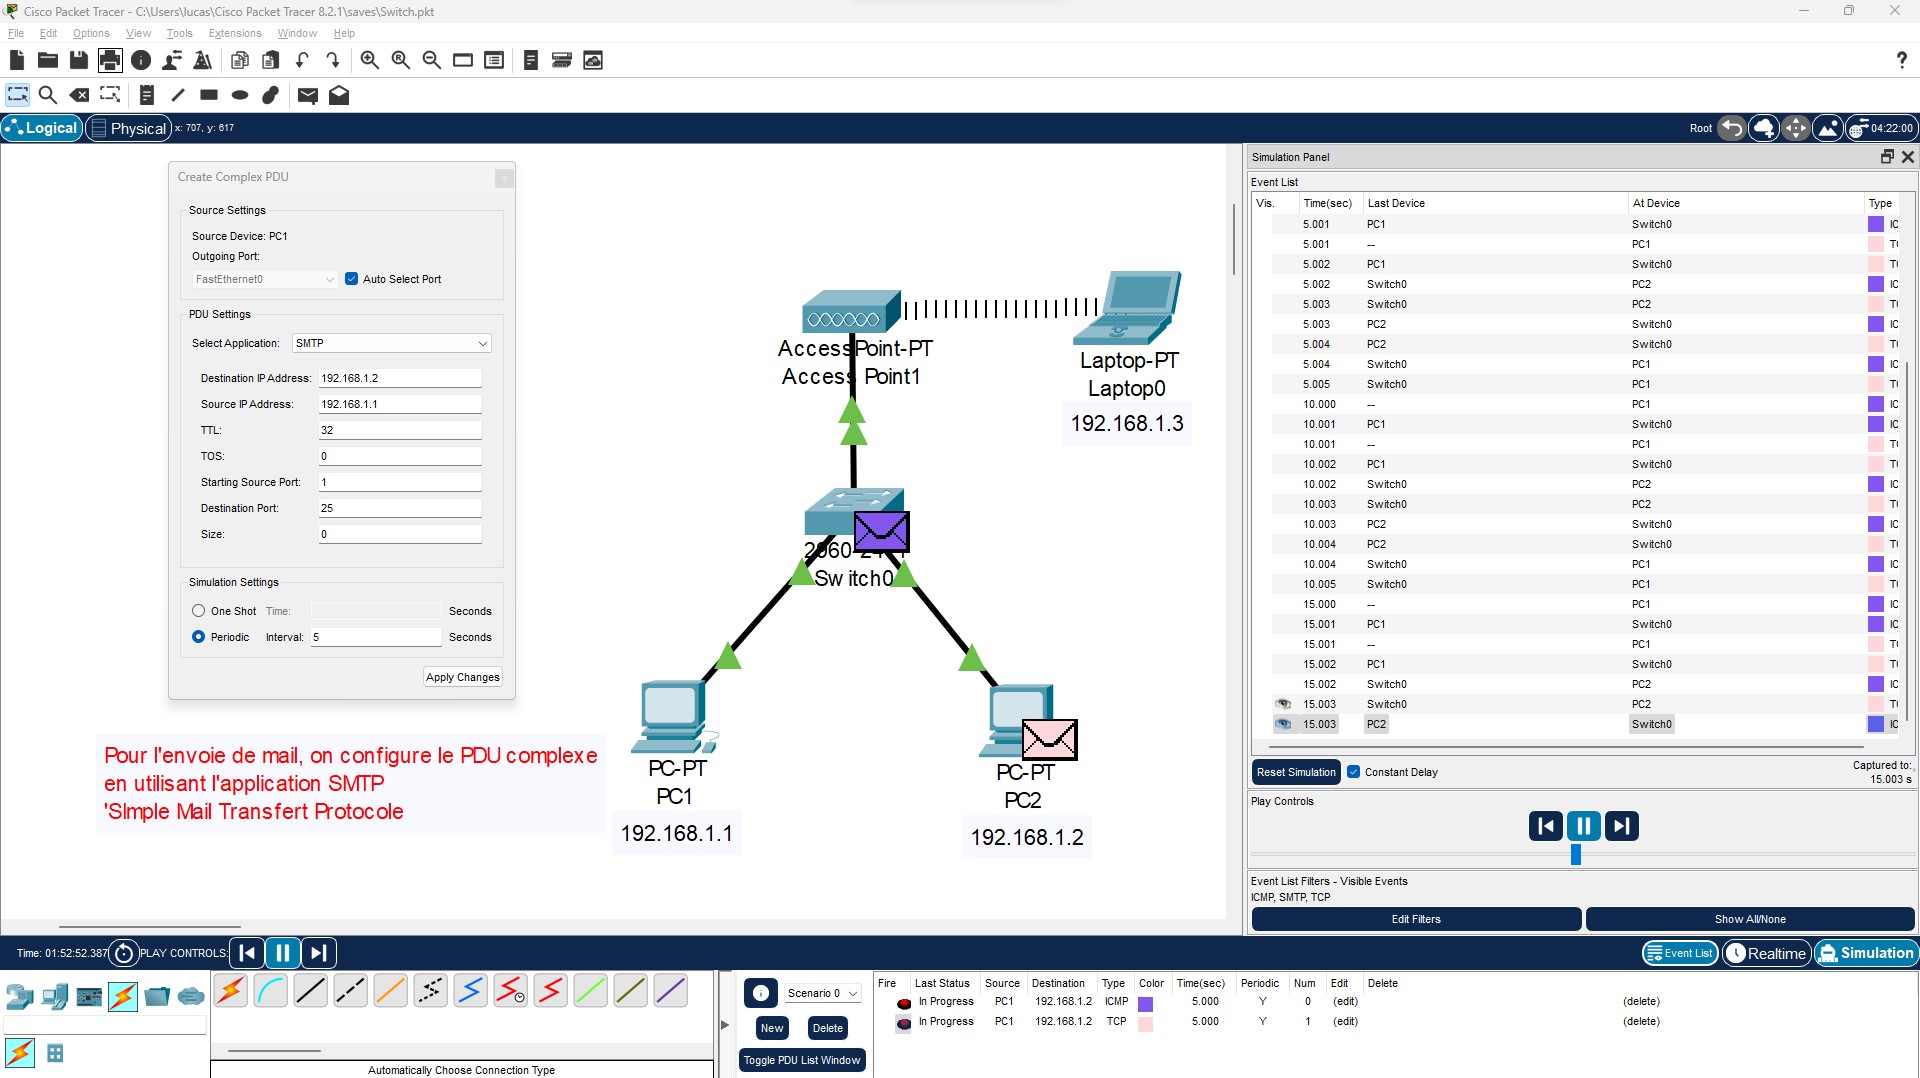 Cisco Packet Tracer - C:\Users\lucas\Cisco Packet Tracer 8.2.1\saves\Switch.pkt
File Edit Options View Tools Extensions Window Help
Logical Physical x: 707, y: 617 Root 04:22:00
Create Complex PDU
Source Settings
Source Device: PC1
Outgoing Port:
FastEthernet0 Auto Select Port
PDU Settings
Select Application: SMTP
Destination IP Address: 192.168.1.2
Source IP Address: 192.168.1.1
TTL: 32
TOS: 0
Starting Source Port: 1
Destination Port: 25
Size: 0
Simulation Settings
One Shot Time: Seconds
Periodic Interval: 5 Seconds
Apply Changes
Pour l'envoie de mail, on configure le PDU complexe
en utilisant l'application SMTP
'SImple Mail Transfert Protocole
AccessPoint-PT
Access Point1
Laptop-PT
Laptop0
192.168.1.3
Switch0
PC-PT
PC1
192.168.1.1
PC-PT
PC2
192.168.1.2
Simulation Panel
Event List
Vis. Time(sec) Last Device At Device Type
5.001 PC1 Switch0 IC
5.001 -- PC1 T
5.002 PC1 Switch0 T
5.002 Switch0 PC2 IC
5.003 Switch0 PC2 T
5.003 PC2 Switch0 IC
5.004 PC2 Switch0 T
5.004 Switch0 PC1 IC
5.005 Switch0 PC1 T
10.000 -- PC1 IC
10.001 PC1 Switch0 IC
10.001 -- PC1 T
10.002 PC1 Switch0 T
10.002 Switch0 PC2 IC
10.003 Switch0 PC2 T
10.003 PC2 Switch0 IC
10.004 PC2 Switch0 T
10.004 Switch0 PC1 IC
10.005 Switch0 PC1 T
15.000 -- PC1 IC
15.001 PC1 Switch0 IC
15.001 -- PC1 T
15.002 PC1 Switch0 T
15.002 Switch0 PC2 IC
15.003 Switch0 PC2 T
15.003 PC2 Switch0 IC
Reset Simulation Constant Delay Captured to:
15.003 s
Play Controls
Event List Filters - Visible Events
ICMP, SMTP, TCP
Edit Filters Show All/None
Time: 01:52:52.387 PLAY CONTROLS: Event List Realtime Simulation
Scenario 0
New Delete
Toggle PDU List Window
Fire Last Status Source Destination Type Color Time(sec) Periodic Num Edit Delete
In Progress PC1 192.168.1.2 ICMP 5.000 Y 0 (edit) (delete)
In Progress PC1 192.168.1.2 TCP 5.000 Y 1 (edit) (delete)
Automatically Choose Connection Type